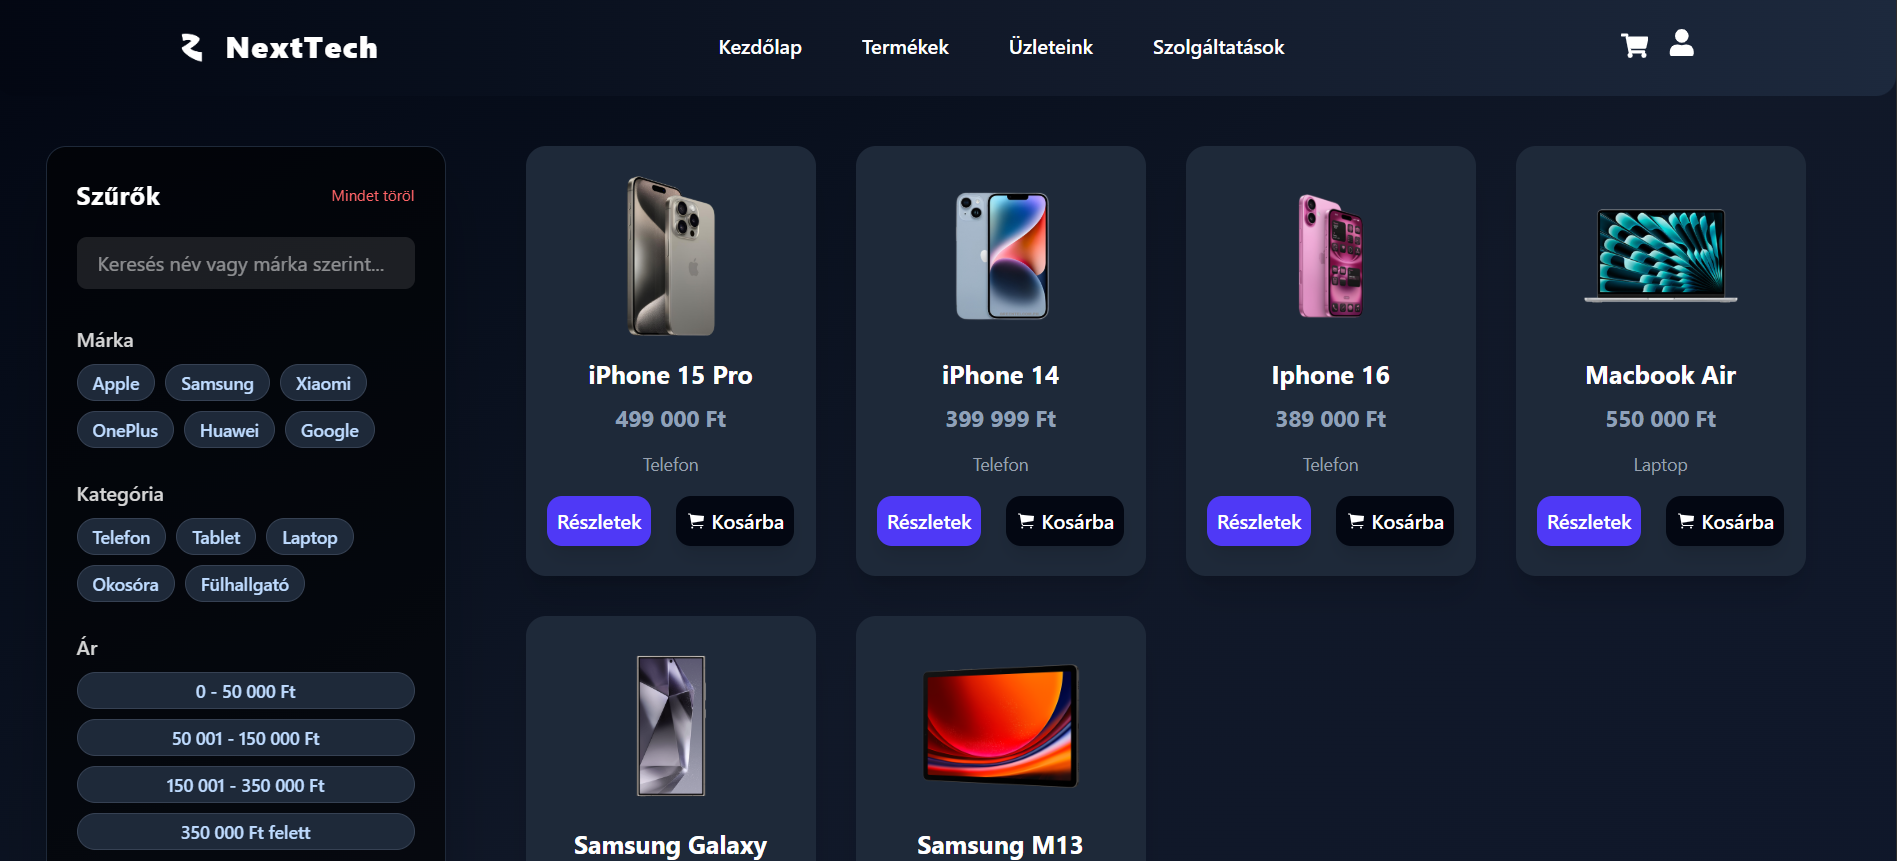 NextTech
Kezdőlap
Termékek
Üzleteink
Szolgáltatások
Szűrők
Mindet töröl
Keresés név vagy márka szerint...
Márka
Apple
Samsung
Xiaomi
OnePlus
Huawei
Google
Kategória
Telefon
Tablet
Laptop
Okosóra
Fülhallgató
Ár
0 - 50 000 Ft
50 001 - 150 000 Ft
150 001 - 350 000 Ft
350 000 Ft felett
iPhone 15 Pro
499 000 Ft
Telefon
Részletek
Kosárba
iPhone 14
399 999 Ft
Telefon
Részletek
Kosárba
Iphone 16
389 000 Ft
Telefon
Részletek
Kosárba
Macbook Air
550 000 Ft
Laptop
Részletek
Kosárba
Samsung Galaxy
Samsung M13